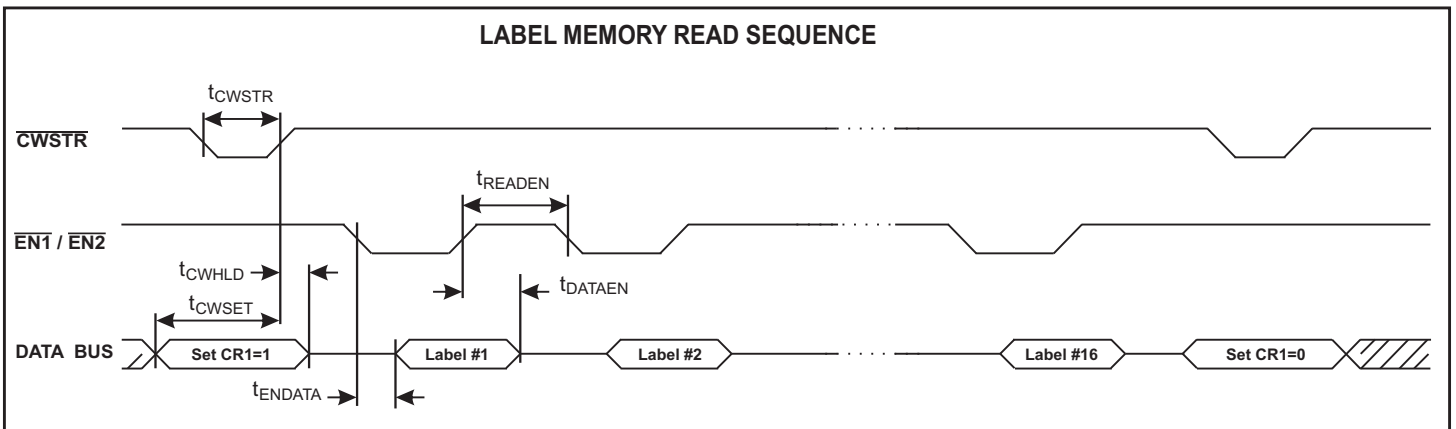 LABEL MEMORY READ SEQUENCE
tCWSTR
CWSTR
tREADEN
EN1 / EN2
tCWHLD
tDATAEN
tCWSET
DATA BUS
Set CR1=1
Label #1
Label #2
Label #16
Set CR1=0
tENDATA